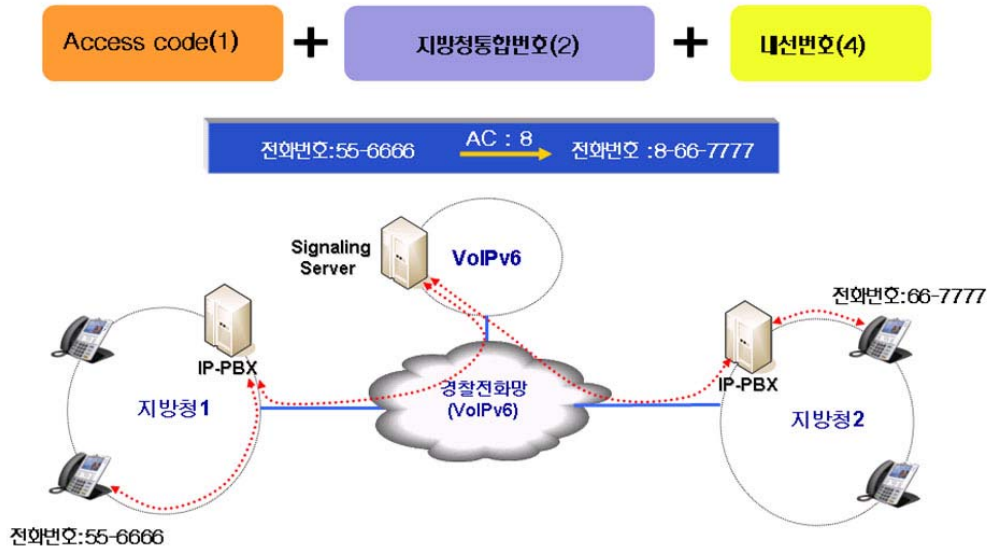 Access code(1) + 지방청통합번호(2) + 내선번호(4)
AC : 8
전화번호:55-6666 전화번호 :8-66-7777
Signaling
Server
VoIPv6
전화번호:66-7777
IP-PBX
IP-PBX
경찰전화망
(VoIPv6)
지방청1
지방청2
전화번호:55-6666